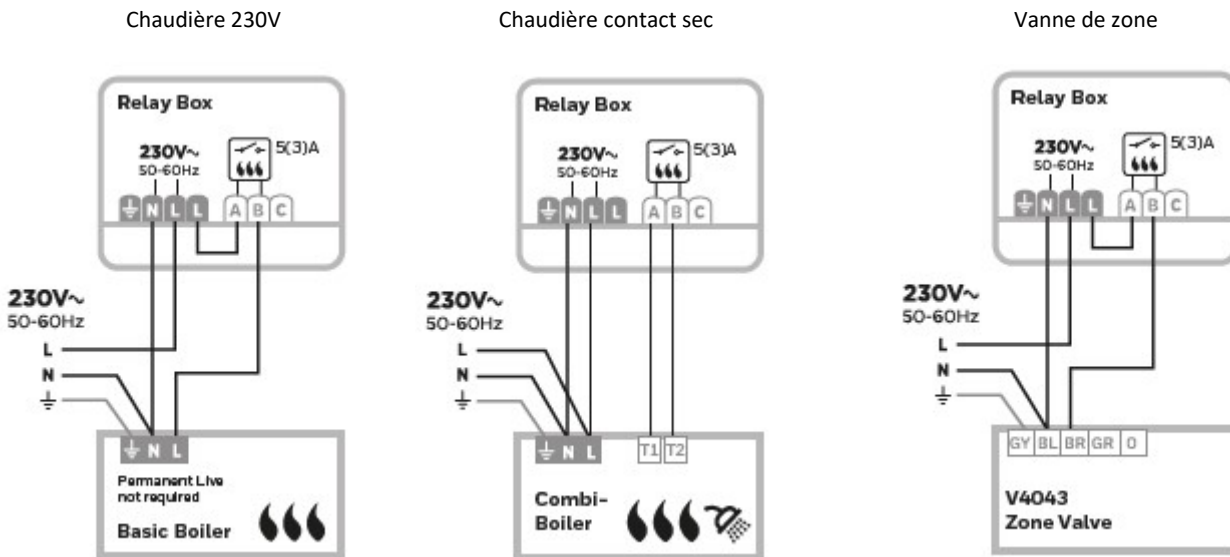 Chaudière 230V
Relay Box
230V~
50-60Hz
5(3)A
N L L A B C
230V~
50-60Hz
L
N
N L
Permanent Live
not required
Basic Boiler
Chaudière contact sec
Relay Box
230V~
50-60Hz
5(3)A
N L L A B C
230V~
50-60Hz
L
N
N L T1 T2
Combi-
Boiler
Vanne de zone
Relay Box
230V~
50-60Hz
5(3)A
N L L A B C
230V~
50-60Hz
L
N
GY BL BR GR O
V4043
Zone Valve